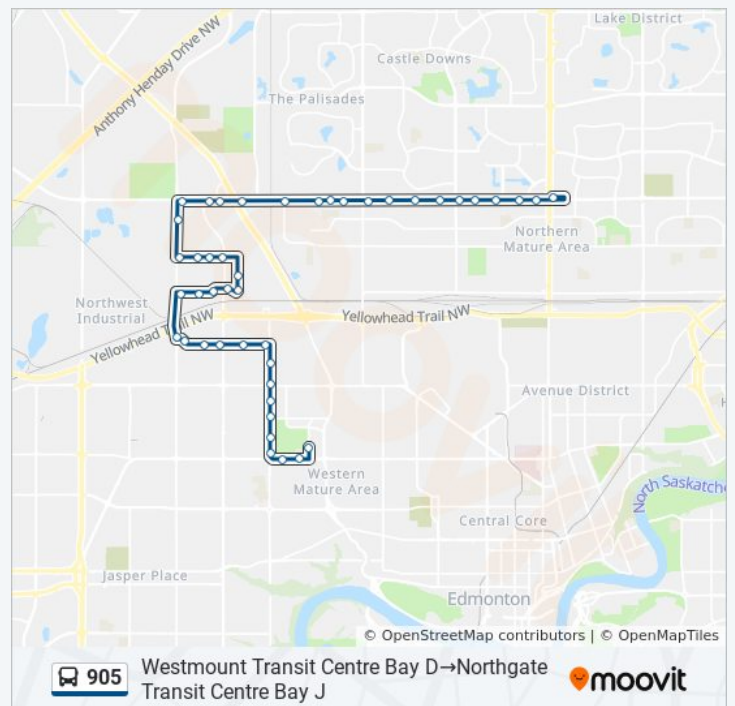 Lake District
Castle Downs
Anthony Henday Drive NW
The Palisades
Northern
Mature Area
Northwest
Industrial
Yellowhead Trail NW
Yellowhead Trail NW
Avenue District
Western
Mature Area
North Saskatche
Central Core
Jasper Place
Edmonton
© OpenStreetMap contributors | © OpenMapTiles
905
Westmount Transit Centre Bay D→Northgate
Transit Centre Bay J
moovit